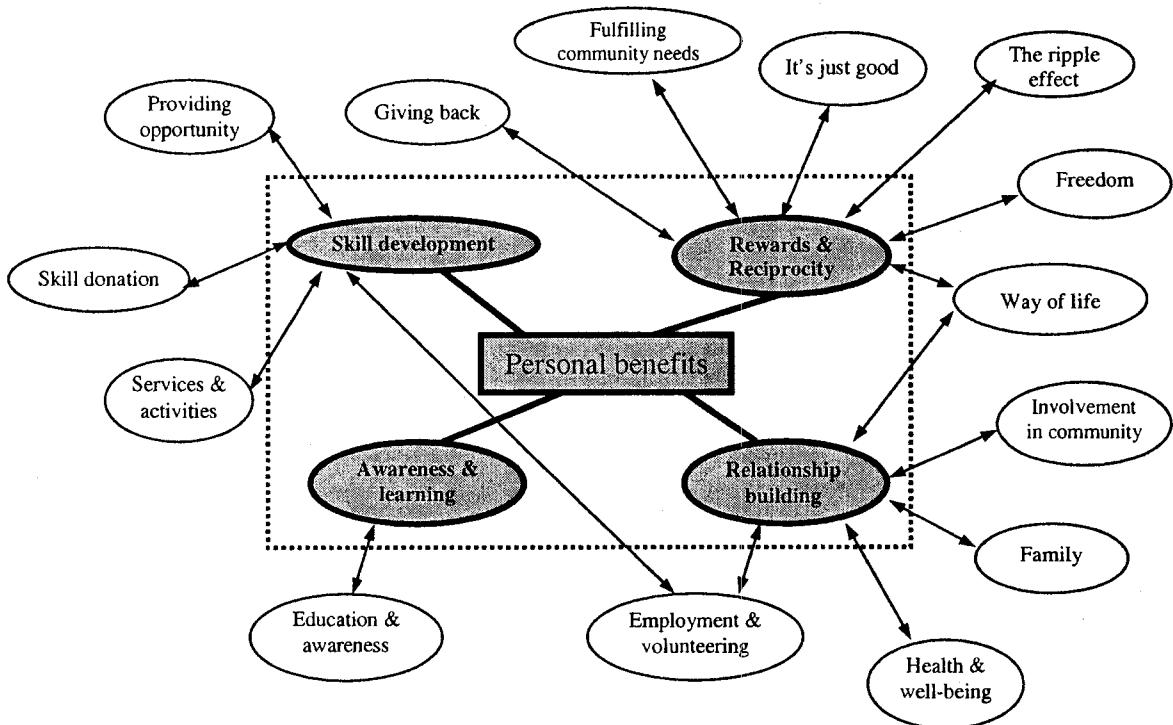 Fulfilling
community needs
It's just good
The ripple
effect
Providing
opportunity
Giving back
Freedom
Skill development
Rewards &
Reciprocity
Skill donation
Way of life
Personal benefits
Services &
activities
Involvement
in community
Awareness &
learning
Relationship
building
Family
Education &
awareness
Employment &
volunteering
Health &
well-being